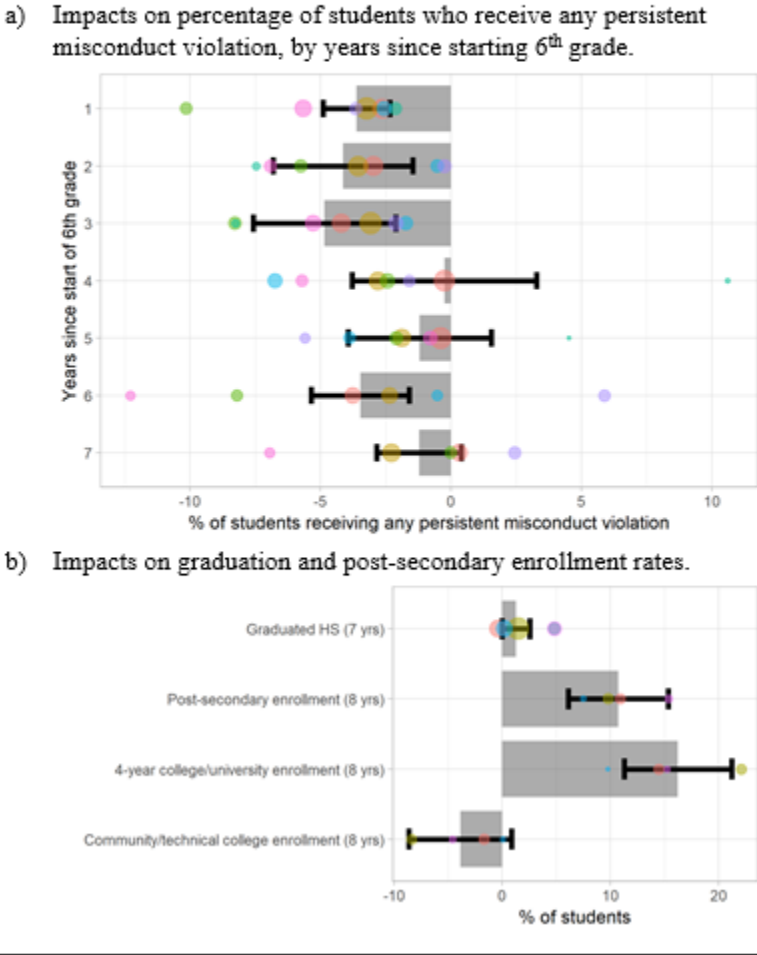 a) Impacts on percentage of students who receive any persistent
misconduct violation, by years since starting 6th grade.
Years since start of 6th grade
1
2
3
4
5
6
7
-10 -5 0 5 10
% of students receiving any persistent misconduct violation
b) Impacts on graduation and post-secondary enrollment rates.
Graduated HS (7 yrs)
Post-secondary enrollment (8 yrs)
4-year college/university enrollment (8 yrs)
Community/technical college enrollment (8 yrs)
-10 0 10 20
% of students